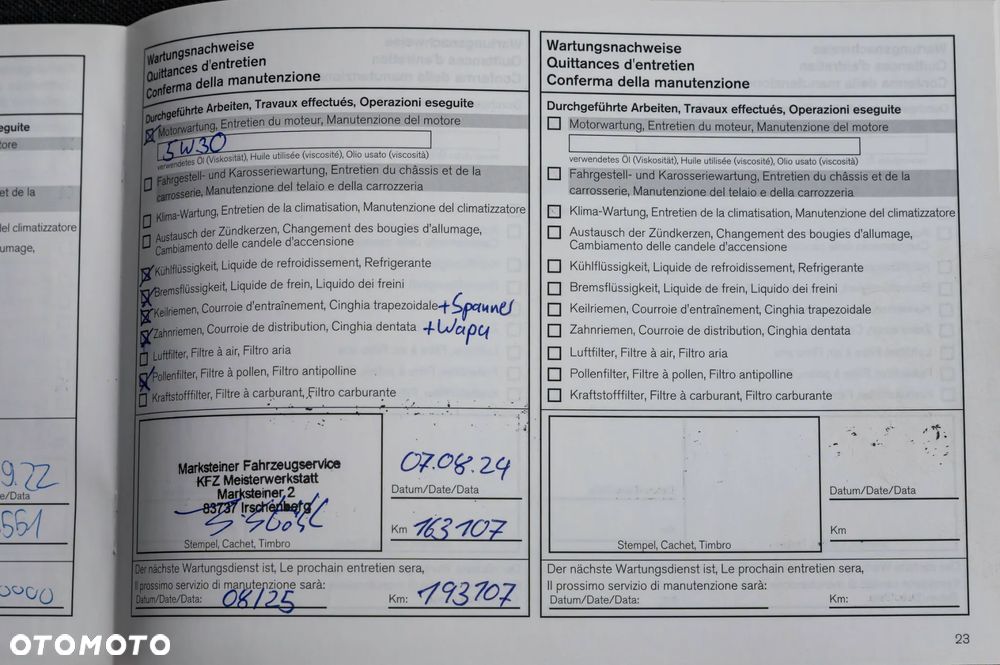 eguite
tore
et de la
del climatizzatore
lumage,
9.22
e/Data
5561
0000
Wartungsnachweise
Quittances d'entretien
Conferma della manutenzione
Durchgeführte Arbeiten, Travaux effectués, Operazioni eseguite
Motorwartung, Entretien du moteur, Manutenzione del motore
5W30
verwendetes Öl (Viskosität), Huile utilisée (viscosité), Olio usato (viscosità)
Fahrgestell- und Karosseriewartung, Entretien du châssis et de la
carrosserie, Manutenzione del telaio e della carrozzeria
Klima-Wartung, Entretien de la climatisation, Manutenzione del climatizzatore
Austausch der Zündkerzen, Changement des bougies d'allumage,
Cambiamento delle candele d'accensione
Kühlflüssigkeit, Liquide de refroidissement, Refrigerante
Bremsflüssigkeit, Liquide de frein, Liquido dei freini
Keilriemen, Courroie d'entraînement, Cinghia trapezoidale +Spanner
Zahnriemen, Courroie de distribution, Cinghia dentata +Wapu
Luftfilter, Filtre à air, Filtro aria
Pollenfilter, Filtre à pollen, Filtro antipolline
Kraftstofffilter, Filtre à carburant, Filtro carburante
Marksteiner Fahrzeugservice
KFZ Meisterwerkstatt
Marksteiner 2
83737 Irschenberg
Stempel, Cachet, Timbro
07.08.24
Datum/Date/Data
Km 163107
Der nächste Wartungsdienst ist, Le prochain entretien sera,
Il prossimo servizio di manutenzione sarà:
Datum/Date/Data: 08/25 Km: 193107
Wartungsnachweise
Quittances d'entretien
Conferma della manutenzione
Durchgeführte Arbeiten, Travaux effectués, Operazioni eseguite
Motorwartung, Entretien du moteur, Manutenzione del motore
verwendetes Öl (Viskosität), Huile utilisée (viscosité), Olio usato (viscosità)
Fahrgestell- und Karosseriewartung, Entretien du châssis et de la
carrosserie, Manutenzione del telaio e della carrozzeria
Klima-Wartung, Entretien de la climatisation, Manutenzione del climatizzatore
Austausch der Zündkerzen, Changement des bougies d'allumage,
Cambiamento delle candele d'accensione
Kühlflüssigkeit, Liquide de refroidissement, Refrigerante
Bremsflüssigkeit, Liquide de frein, Liquido dei freini
Keilriemen, Courroie d'entraînement, Cinghia trapezoidale
Zahnriemen, Courroie de distribution, Cinghia dentata
Luftfilter, Filtre à air, Filtro aria
Pollenfilter, Filtre à pollen, Filtro antipolline
Kraftstofffilter, Filtre à carburant, Filtro carburante
Stempel, Cachet, Timbro
Datum/Date/Data
Km
Der nächste Wartungsdienst ist, Le prochain entretien sera,
Il prossimo servizio di manutenzione sarà:
Datum/Date/Data: Km:
23
OTOMOTO